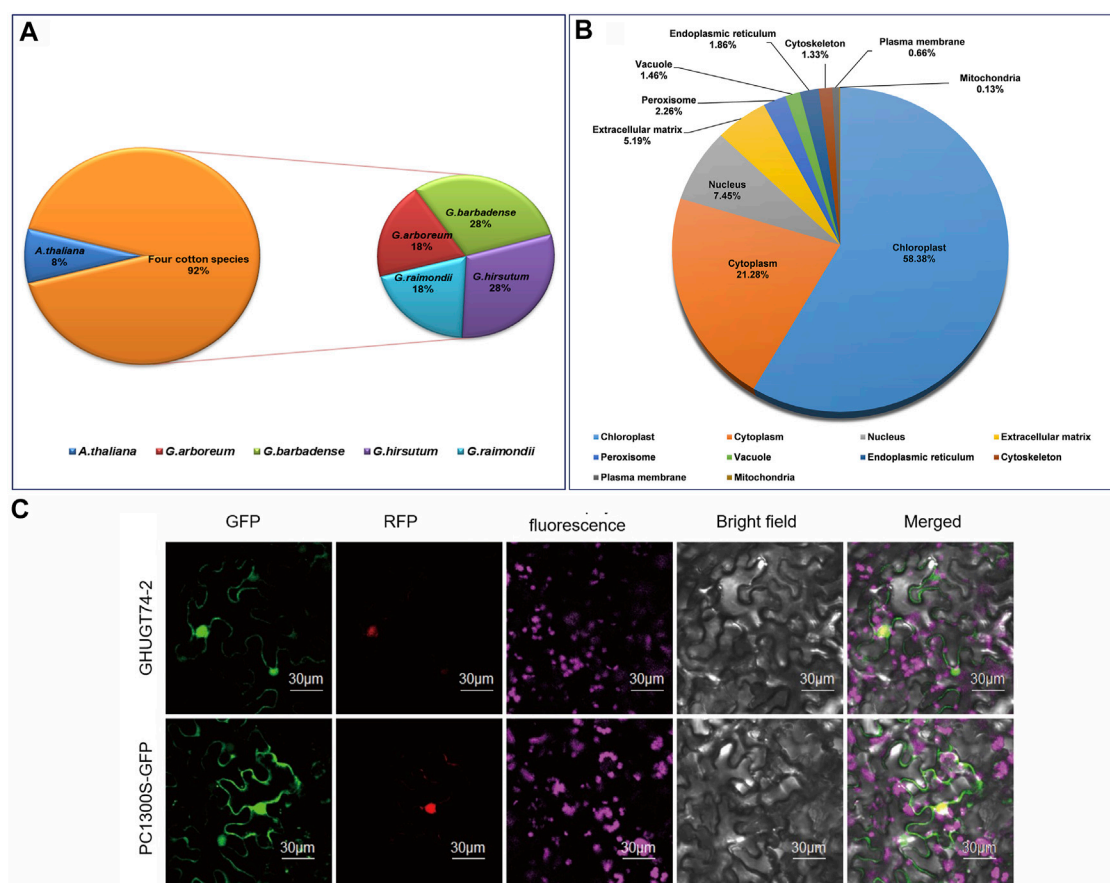 A
A.thaliana
8%
Four cotton species
92%
G.barbadense
28%
G.arboreum
18%
G.raimondii
18%
G.hirsutum
28%
A.thaliana G.arboreum G.barbadense G.hirsutum G.raimondii
B
Endoplasmic reticulum
1.86%
Cytoskeleton
1.33%
Plasma membrane
0.66%
Vacuole
1.46%
Mitochondria
0.13%
Peroxisome
2.26%
Extracellular matrix
5.19%
Nucleus
7.45%
Chloroplast
58.38%
Cytoplasm
21.28%
Chloroplast Cytoplasm Nucleus Extracellular matrix
Peroxisome Vacuole Endoplasmic reticulum Cytoskeleton
Plasma membrane Mitochondria
C
GFP RFP fluorescence Bright field Merged
GHUGT74-2
30μm 30μm 30μm 30μm 30μm
PC1300S-GFP
30μm 30μm 30μm 30μm 30μm